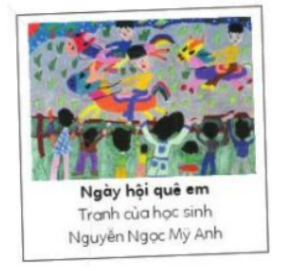 Ngày hội quê em
Tranh của học sinh
Nguyễn Ngọc Mỹ Anh